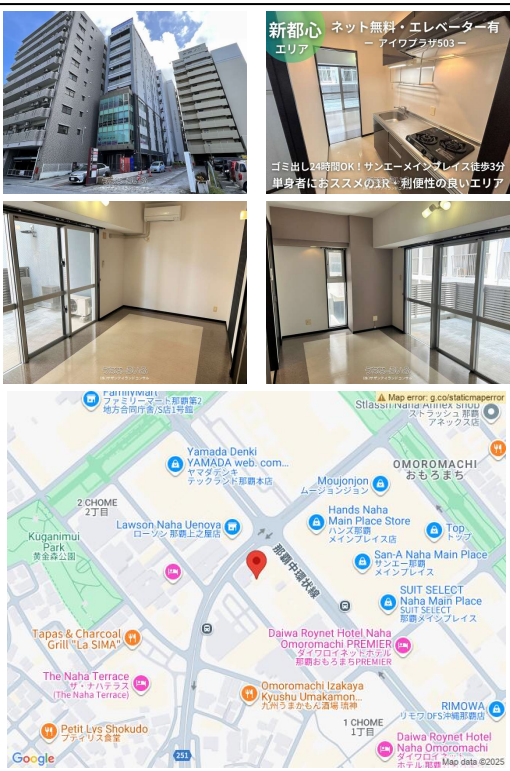 新都心
エリア
ネット無料・エレベーター有
ー アイワプラザ503 ー
ゴミ出し24時間OK！サンエーメインプレイス徒歩3分
単身者におススメの1R・利便性の良いエリア
Map error: g.co/staticmaperror
FamilyMart
ファミリーマート那覇第2
地方合同庁舎/S店1号館
ストラッシュ 那覇
アネックス店
Yamada Denki
YAMADA web. com...
ヤマダデンキ
テックランド那覇本店
OMOROMACHI
おもろまち
Moujonjon
ムージョンジョン
2 CHOME
2丁目
Hands Naha
Main Place Store
ハンズ那覇
メインプレイス店
Top
トップ
Lawson Naha Uenoya
ローソン 那覇上之屋店
Kuganimui
Park
黄金森公園
那覇中環状線
San-A Naha Main Place
サンエー那覇
メインプレイス
SUIT SELECT
Naha Main Place
SUIT SELECT
那覇メインプレイス
Tapas & Charcoal
Grill "La SIMA"
Daiwa Roynet Hotel Naha
Omoromachi PREMIER
ダイワロイネットホテル
那覇おもろまちPREMIER
The Naha Terrace
ザ・ナハテラス
(The Naha Terrace)
Omoromachi Izakaya
Kyushu Umakamon...
九州うまかもん酒場 琉神
RIMOWA
リモワ DFS沖縄那覇店
Petit Lys Shokudo
プティリス食堂
1 CHOME
1丁目
251
Daiwa Roynet Hotel
Naha Omoromachi
ダイワロイネット
ホテル 那覇
Google
Map data ©2025